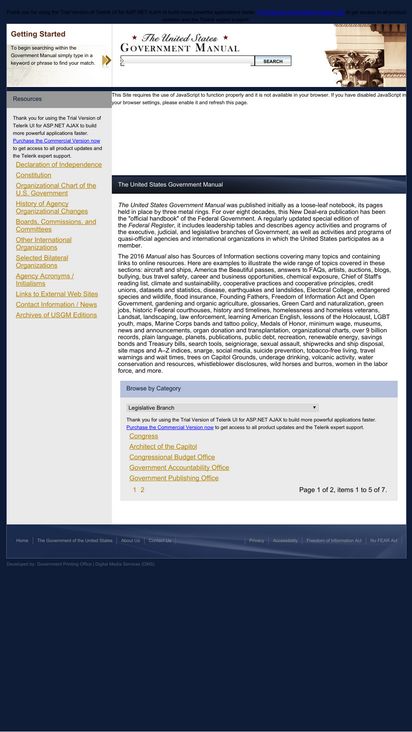 Thank you for using the Trial Version of Telerik UI for ASP.NET AJAX to build more powerful applications faster. Purchase the Commercial Version now to get access to all product
updates and the Telerik expert support.
Getting Started
To begin searching within the
Government Manual simply type in a
keyword or phrase to find your match.
The United States
GOVERNMENT MANUAL
SEARCH
This Site requires the use of JavaScript to function properly and it is not available in your browser. If you have disabled JavaScript in
your browser settings, please enable it and refresh this page.
Resources
Thank you for using the Trial Version of
Telerik UI for ASP.NET AJAX to build
more powerful applications faster.
Purchase the Commercial Version now
to get access to all product updates and
the Telerik expert support.
Declaration of Independence
Constitution
Organizational Chart of the
U.S. Government
History of Agency
Organizational Changes
Boards, Commissions, and
Committees
Other International
Organizations
Selected Bilateral
Organizations
Agency Acronyms /
Initialisms
Links to External Web Sites
Contact Information / News
Archives of USGM Editions
The United States Government Manual
The United States Government Manual was published initially as a loose-leaf notebook, its pages
held in place by three metal rings. For over eight decades, this New Deal-era publication has been
the "official handbook" of the Federal Government. A regularly updated special edition of
the Federal Register, it includes leadership tables and describes agency activities and programs of
the executive, judicial, and legislative branches of Government, as well as activities and programs of
quasi-official agencies and international organizations in which the United States participates as a
member.
The 2016 Manual also has Sources of Information sections covering many topics and containing
links to online resources. Here are examples to illustrate the wide range of topics covered in these
sections: aircraft and ships, America the Beautiful passes, answers to FAQs, artists, auctions, blogs,
bullying, bus travel safety, career and business opportunities, chemical exposure, Chief of Staff's
reading list, climate and sustainability, cooperative practices and cooperative principles, credit
unions, datasets and statistics, disease, earthquakes and landslides, Electoral College, endangered
species and wildlife, flood insurance, Founding Fathers, Freedom of Information Act and Open
Government, gardening and organic agriculture, glossaries, Green Card and naturalization, green
jobs, historic Federal courthouses, history and timelines, homelessness and homeless veterans,
Landsat, landscaping, law enforcement, learning American English, lessons of the Holocaust, LGBT
youth, maps, Marine Corps bands and tattoo policy, Medals of Honor, minimum wage, museums,
news and announcements, organ donation and transplantation, organizational charts, over 9 billion
records, plain language, planets, publications, public debt, recreation, renewable energy, savings
bonds and Treasury bills, search tools, seigniorage, sexual assault, shipwrecks and ship disposal,
site maps and A–Z indices, snarge, social media, suicide prevention, tobacco-free living, travel
warnings and wait times, trees on Capitol Grounds, underage drinking, volcanic activity, water
conservation and resources, whistleblower disclosures, wild horses and burros, women in the labor
force, and more.
Browse by Category
Legislative Branch
Thank you for using the Trial Version of Telerik UI for ASP.NET AJAX to build more powerful applications faster.
Purchase the Commercial Version now to get access to all product updates and the Telerik expert support.
Congress
Architect of the Capitol
Congressional Budget Office
Government Accountability Office
Government Publishing Office
1 2 Page 1 of 2, items 1 to 5 of 7.
Home The Government of the United States About Us Contact Us Privacy Accessibility Freedom of Information Act No FEAR Act
Developed by: Government Printing Office | Digital Media Services (DMS)